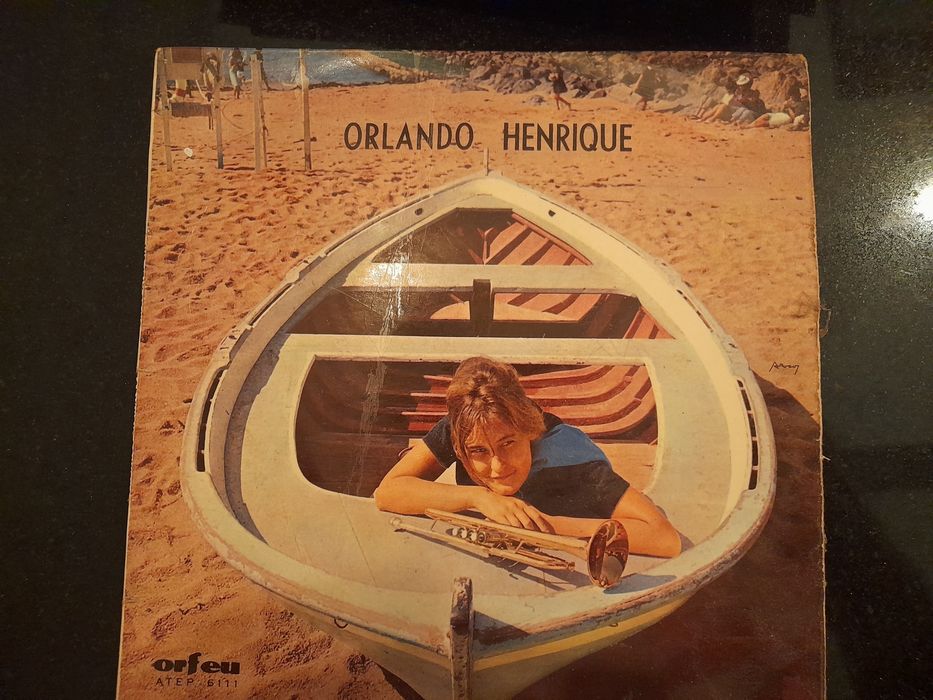 ORLANDO HENRIQUE
orfeu
ATEP 6111